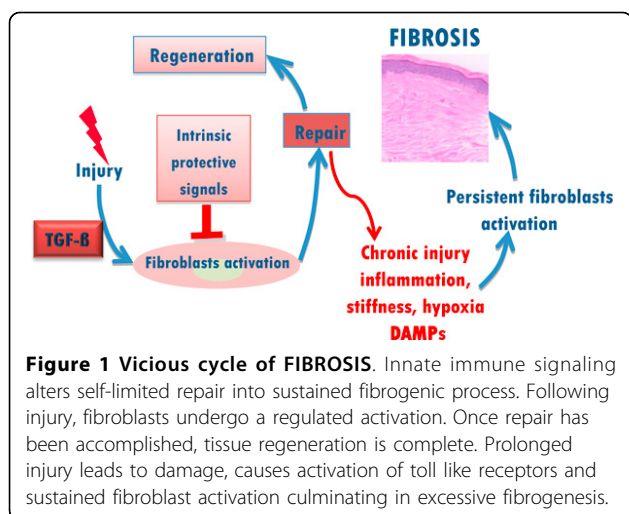 FIBROSIS
Regeneration
Repair
Intrinsic
protective
signals
Injury
TGF-ß
Fibroblasts activation
Persistent fibroblasts
activation
Chronic injury
inflammation,
stiffness, hypoxia
DAMPs
Figure 1 Vicious cycle of FIBROSIS. Innate immune signaling
alters self-limited repair into sustained fibrogenic process. Following
injury, fibroblasts undergo a regulated activation. Once repair has
been accomplished, tissue regeneration is complete. Prolonged
injury leads to damage, causes activation of toll like receptors and
sustained fibroblast activation culminating in excessive fibrogenesis.